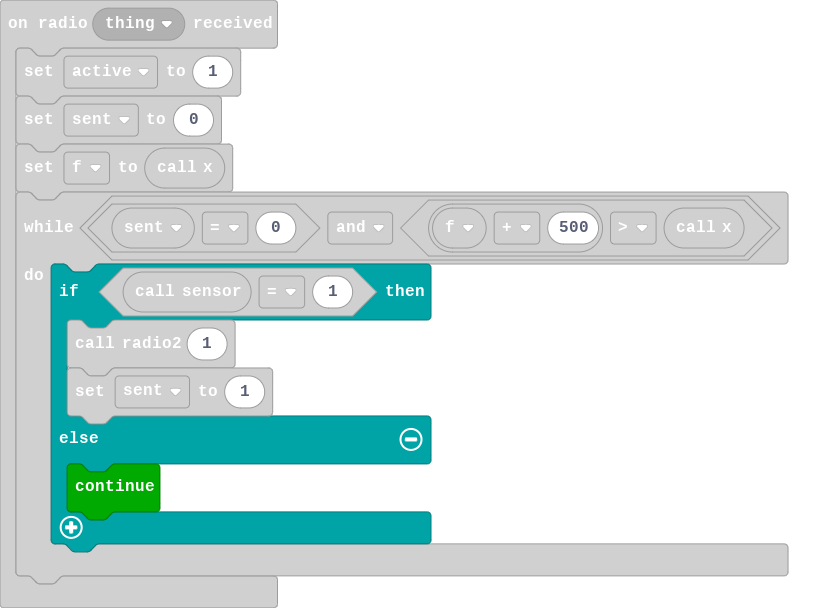 on radio thing received
set active to 1
set sent to 0
set f to call x
while sent = 0 and f + 500 > call x
do
if call sensor = 1 then
call radio2 1
set sent to 1
else
continue